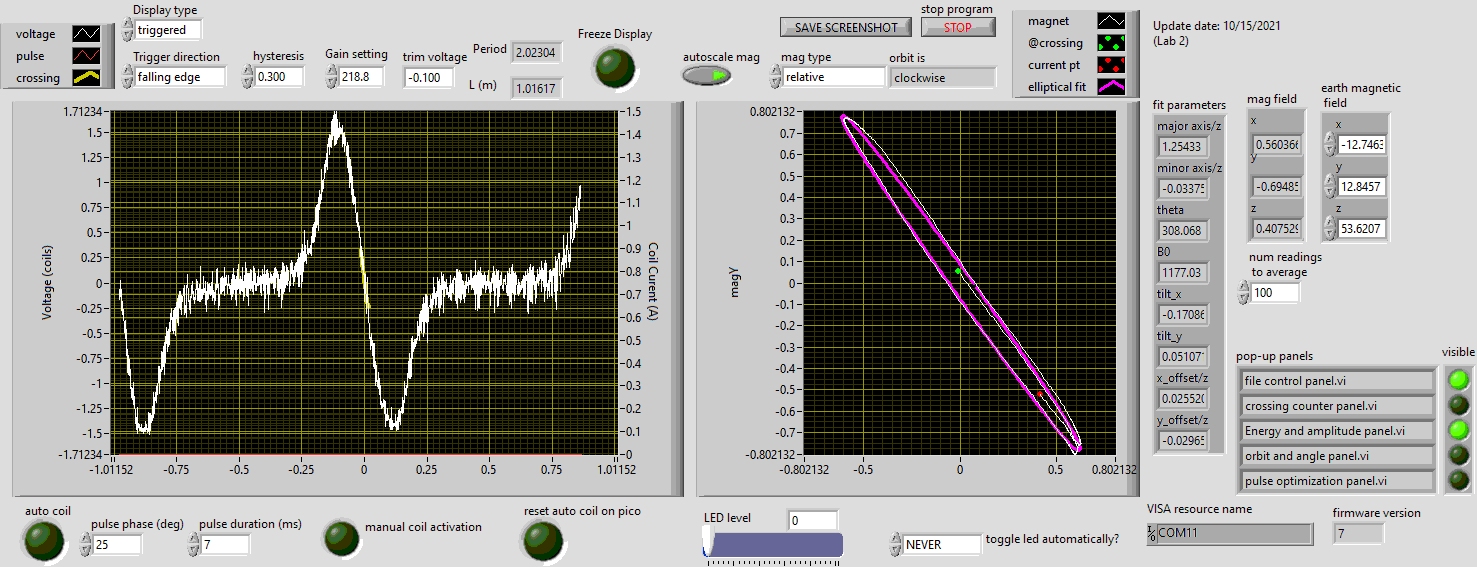 voltage
pulse
crossing
Display type
triggered
Trigger direction
falling edge
hysteresis
0.300
Gain setting
218.8
trim voltage
-0.100
Period
2.02304
L (m)
1.01617
Freeze Display
autoscale mag
SAVE SCREENSHOT
stop program
STOP
mag type
relative
orbit is
clockwise
magnet
@crossing
current pt
elliptical fit
Update date: 10/15/2021
(Lab 2)
Voltage (coils)
1.71234
1.5
1.25
1
0.75
0.5
0.25
0
-0.25
-0.5
-0.75
-1
-1.25
-1.5
-1.71234
-1.01152
-0.75
-0.5
-0.25
0
0.25
0.5
0.75
1.01152
1.5
1.4
1.3
1.2
1.1
1
0.9
0.8
0.7
0.6
0.5
0.4
0.3
0.2
0.1
0
Coil Current (A)
magy
0.802132
0.7
0.6
0.5
0.4
0.3
0.2
0.1
0
-0.1
-0.2
-0.3
-0.4
-0.5
-0.6
-0.7
-0.802132
-0.802132
-0.5
0
0.5
0.802132
fit parameters
major axis/z
1.25433
minor axis/z
-0.03375
theta
308.068
B0
1177.03
tilt_x
-0.17086
tilt_y
0.05107
x_offset/z
0.025520
y_offset/z
-0.02965
mag field
x
0.560366
y
-0.69485
z
0.407529
earth magnetic
field
x
-12.7463
y
12.8457
z
53.6207
num readings
to average
100
pop-up panels
visible
file control panel.vi
crossing counter panel.vi
Energy and amplitude panel.vi
orbit and angle panel.vi
pulse optimization panel.vi
auto coil
pulse phase (deg)
25
pulse duration (ms)
7
manual coil activation
reset auto coil on pico
LED level
0
NEVER
toggle led automatically?
VISA resource name
COM11
firmware version
7